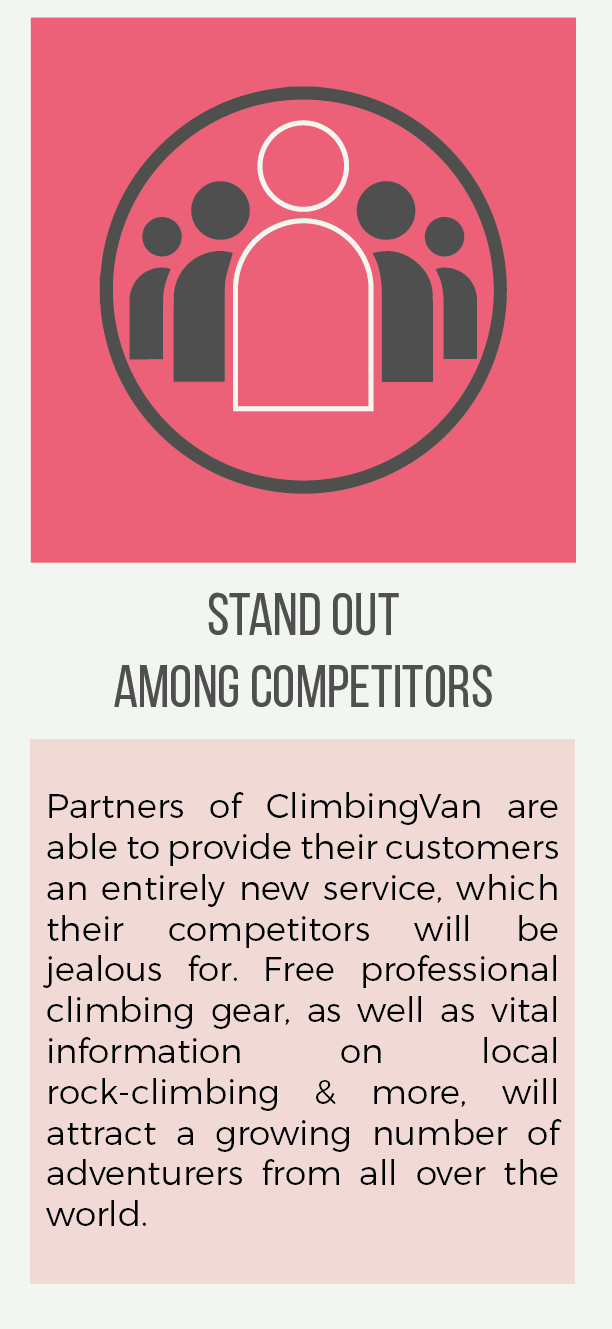 STAND OUT
AMONG COMPETITORS
Partners of ClimbingVan are
able to provide their customers
an entirely new service, which
their competitors will be
jealous for. Free professional
climbing gear, as well as vital
information on local
rock-climbing & more, will
attract a growing number of
adventurers from all over the
world.